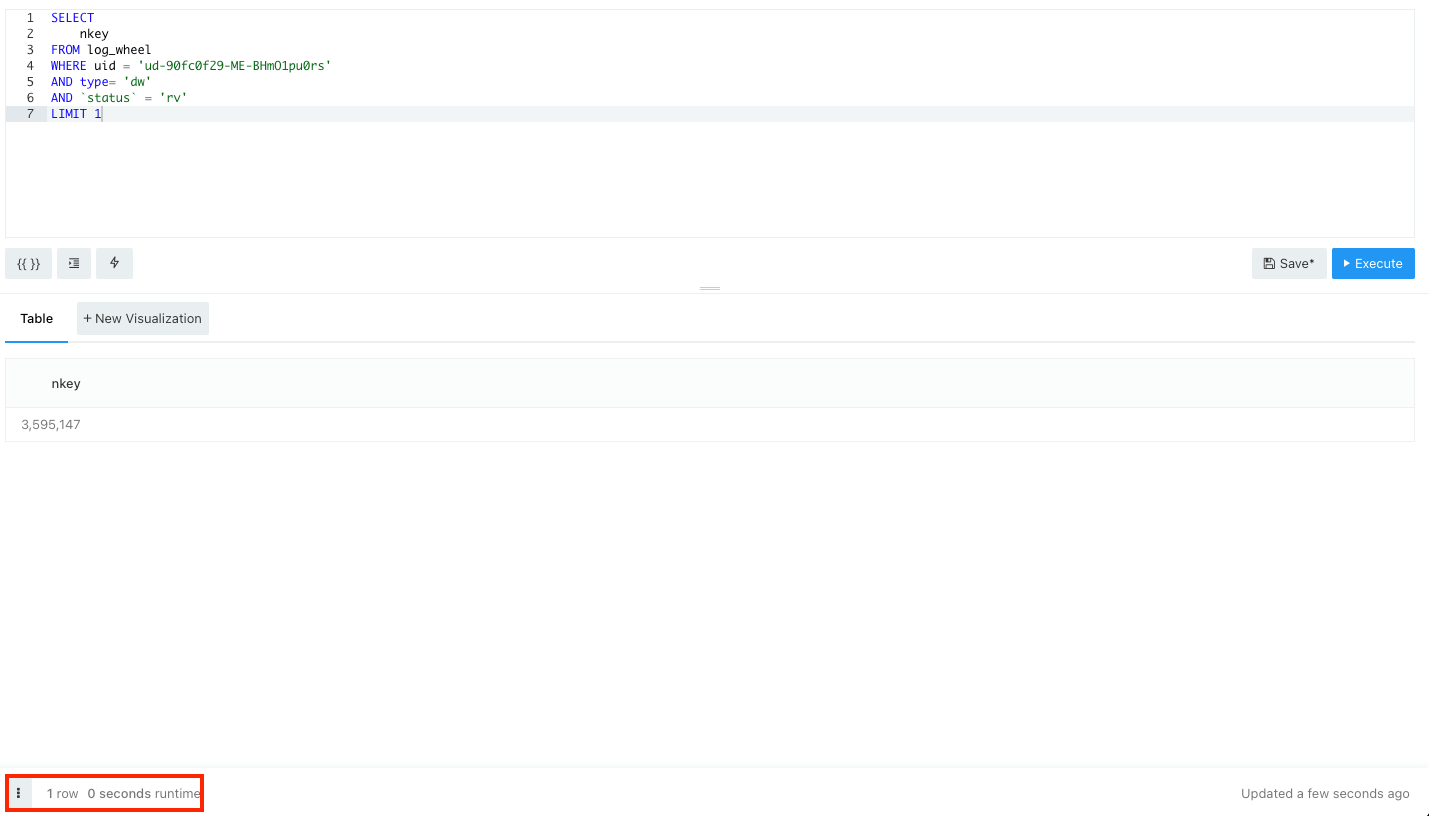 1 SELECT
2 nkey
3 FROM log_wheel
4 WHERE uid = 'ud-90fc0f29-ME-BHmO1pu0rs'
5 AND type= 'dw'
6 AND `status` = 'rv'
7 LIMIT 1
{{ }}
Save*
Execute
Table
+ New Visualization
nkey
3,595,147
1 row 0 seconds runtime
Updated a few seconds ago